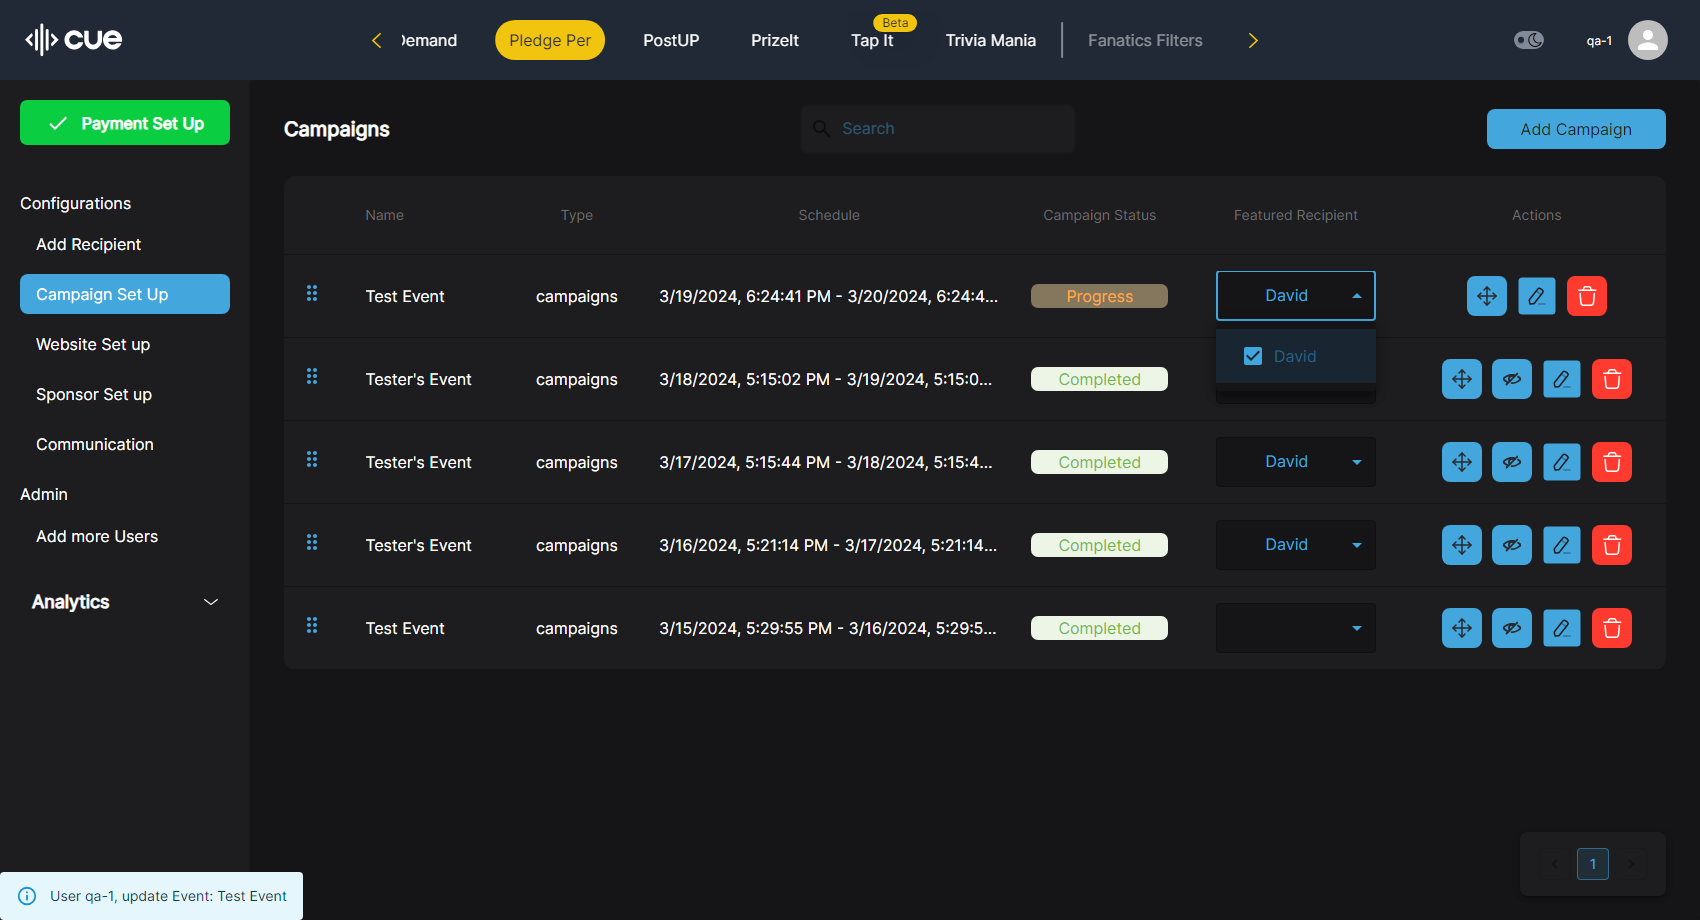 cue
Demand
Pledge Per
PostUP
PrizeIt
Beta
Tap It
Trivia Mania
Fanatics Filters
qa-1
Payment Set Up
Configurations
Add Recipient
Campaign Set Up
Website Set up
Sponsor Set up
Communication
Admin
Add more Users
Analytics
Campaigns
Search
Add Campaign
Name Type Schedule Campaign Status Featured Recipient Actions
Test Event campaigns 3/19/2024, 6:24:41 PM - 3/20/2024, 6:24:4... Progress David
David
Tester's Event campaigns 3/18/2024, 5:15:02 PM - 3/19/2024, 5:15:0... Completed
Tester's Event campaigns 3/17/2024, 5:15:44 PM - 3/18/2024, 5:15:4... Completed David
Tester's Event campaigns 3/16/2024, 5:21:14 PM - 3/17/2024, 5:21:14... Completed David
Test Event campaigns 3/15/2024, 5:29:55 PM - 3/16/2024, 5:29:5... Completed
1
User qa-1, update Event: Test Event